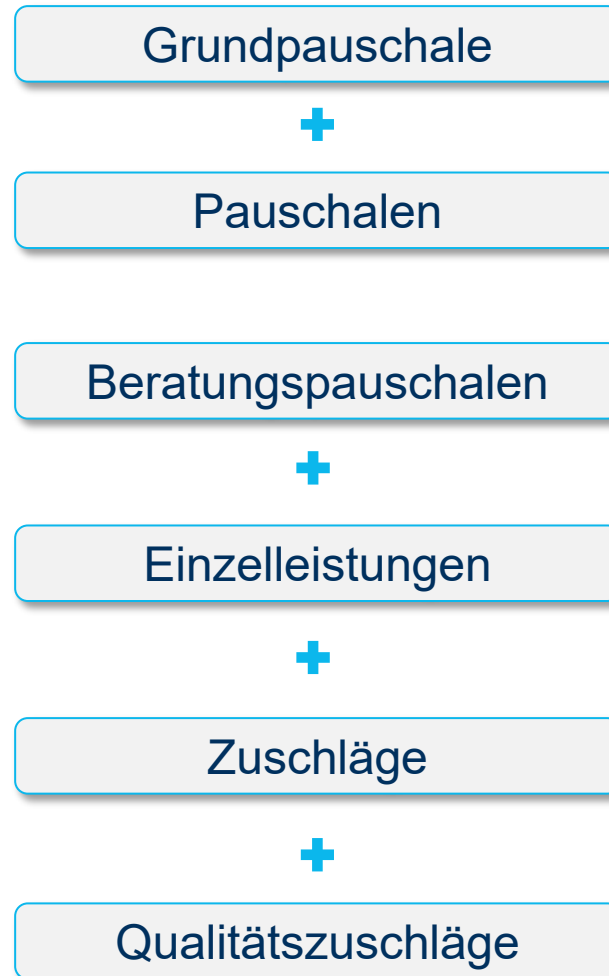 Grundpauschale
Pauschalen
Beratungspauschalen
Einzelleistungen
Zuschläge
Qualitätszuschläge